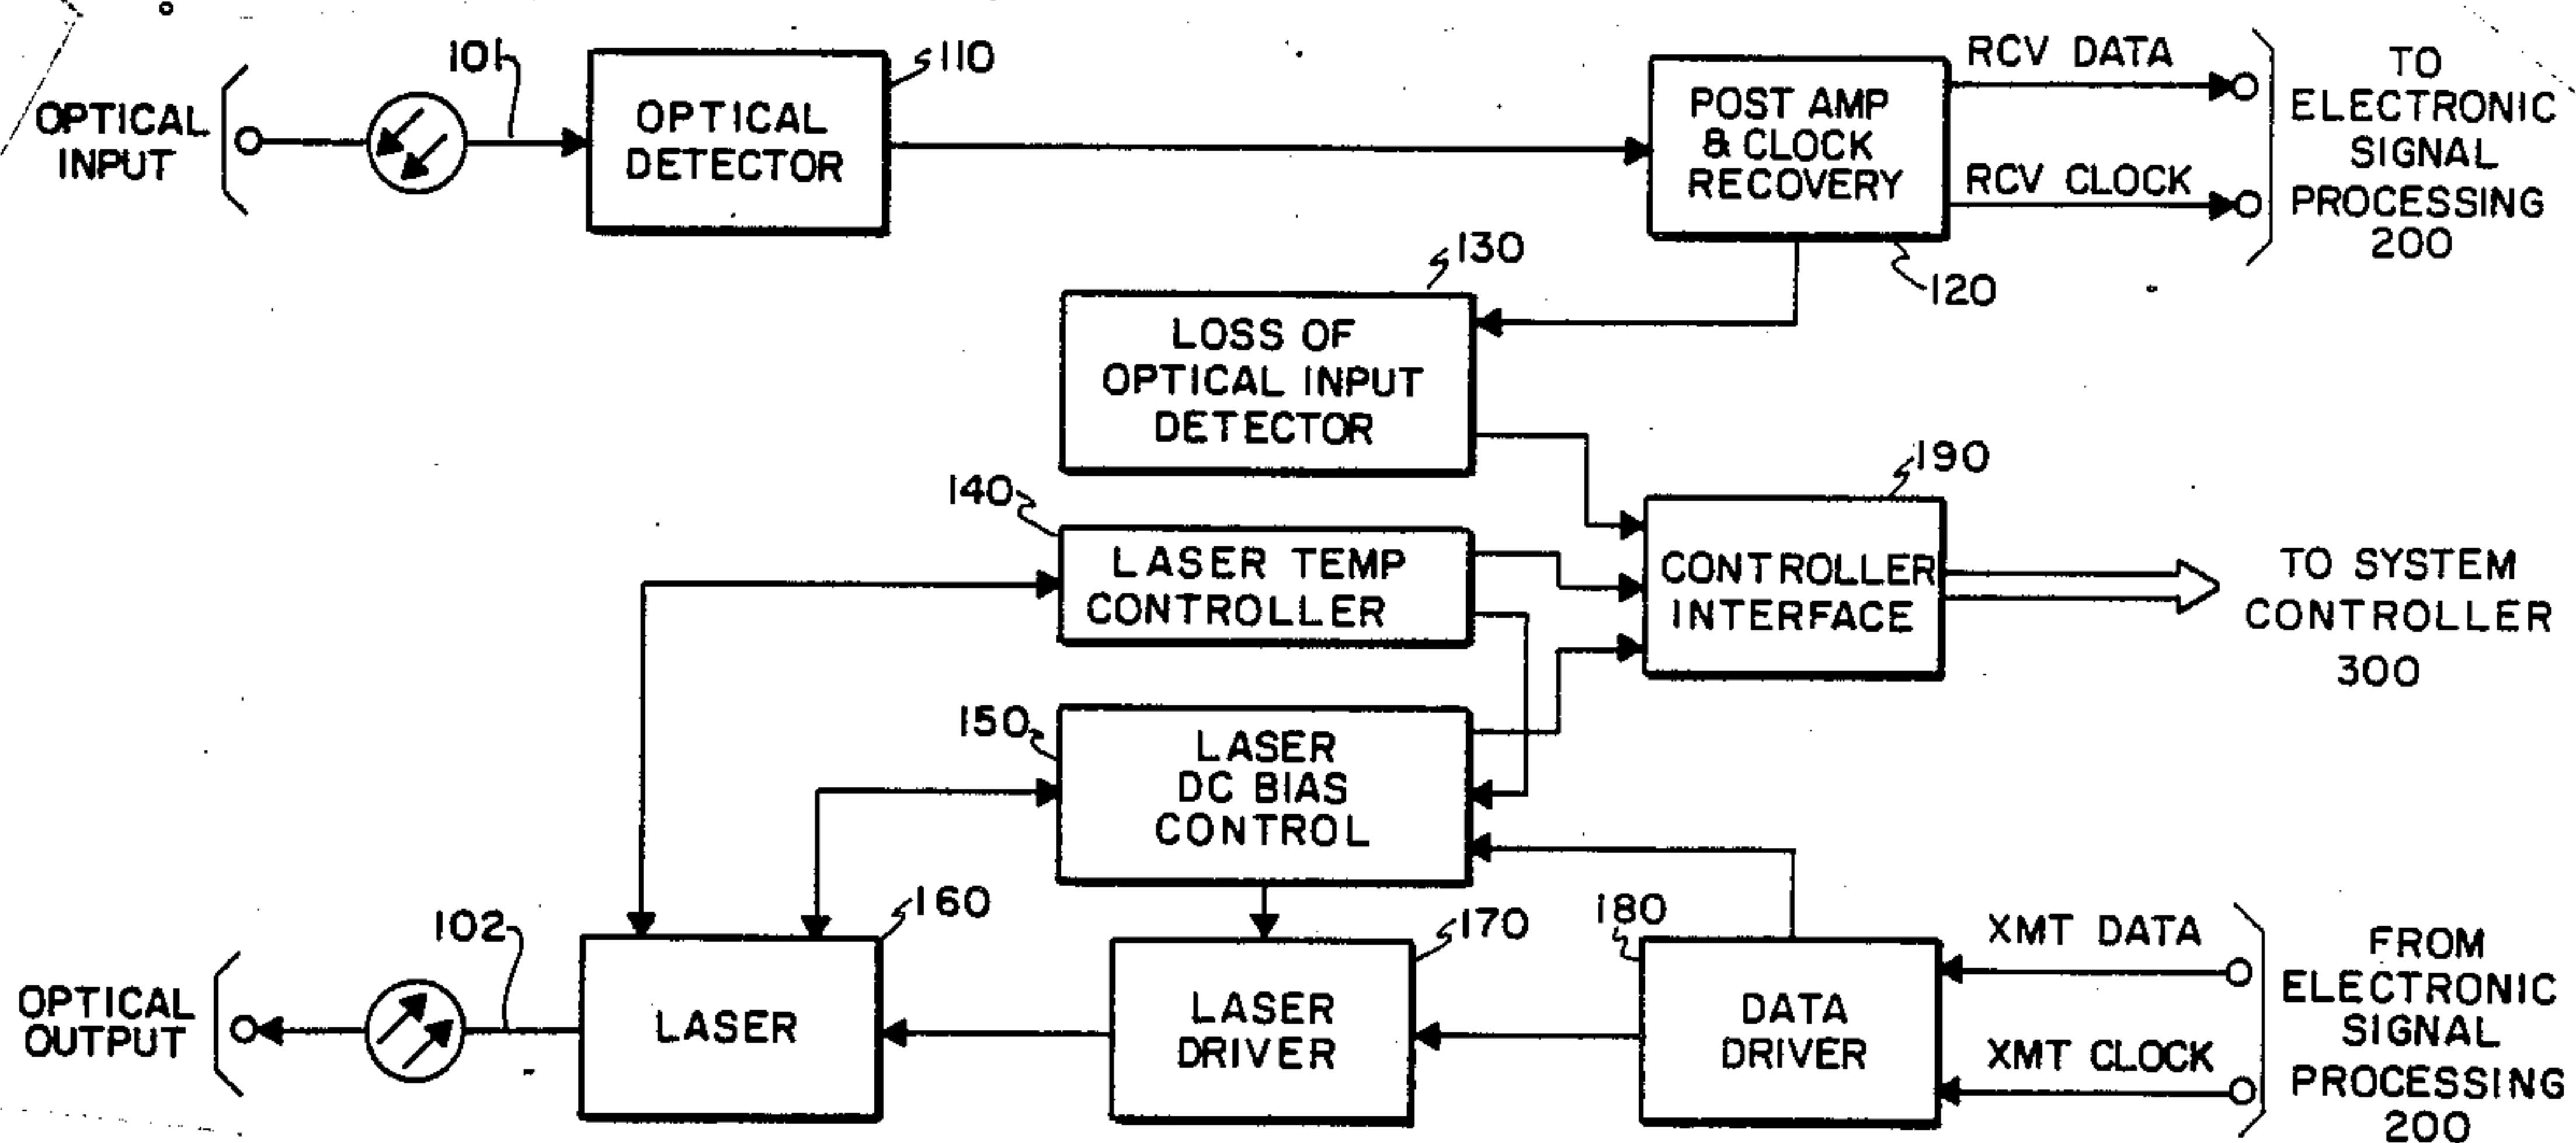 OPTICAL
INPUT
101
OPTICAL
DETECTOR
110
POST AMP
& CLOCK
RECOVERY
120
RCV DATA
RCV CLOCK
TO
ELECTRONIC
SIGNAL
PROCESSING
200
130
LOSS OF
OPTICAL INPUT
DETECTOR
140
LASER TEMP
CONTROLLER
190
CONTROLLER
INTERFACE
TO SYSTEM
CONTROLLER
300
150
LASER
DC BIAS
CONTROL
OPTICAL
OUTPUT
102
160
LASER
170
LASER
DRIVER
180
DATA
DRIVER
XMT DATA
XMT CLOCK
FROM
ELECTRONIC
SIGNAL
PROCESSING
200